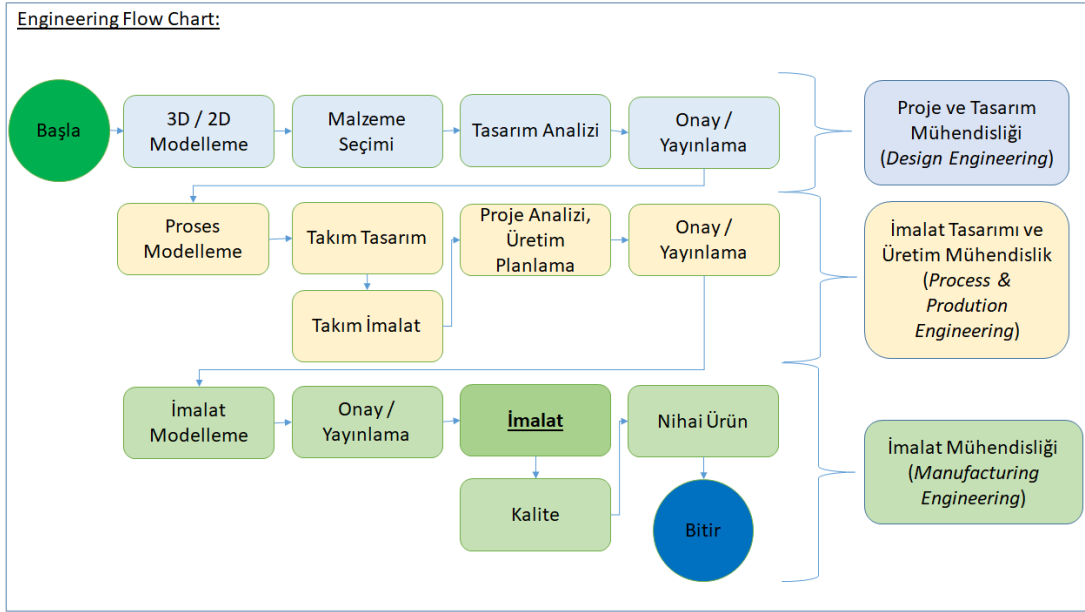 Engineering Flow Chart:
Başla
3D / 2D
Modelleme
Malzeme
Seçimi
Tasarım Analizi
Onay /
Yayınlama
Proje ve Tasarım
Mühendisliği
(Design Engineering)
Proses
Modelleme
Takım Tasarım
Takım İmalat
Proje Analizi,
Üretim
Planlama
Onay /
Yayınlama
İmalat Tasarımı ve
Üretim Mühendislik
(Process &
Prodution
Engineering)
İmalat
Modelleme
Onay /
Yayınlama
İmalat
Kalite
Nihai Ürün
Bitir
İmalat Mühendisliği
(Manufacturing
Engineering)